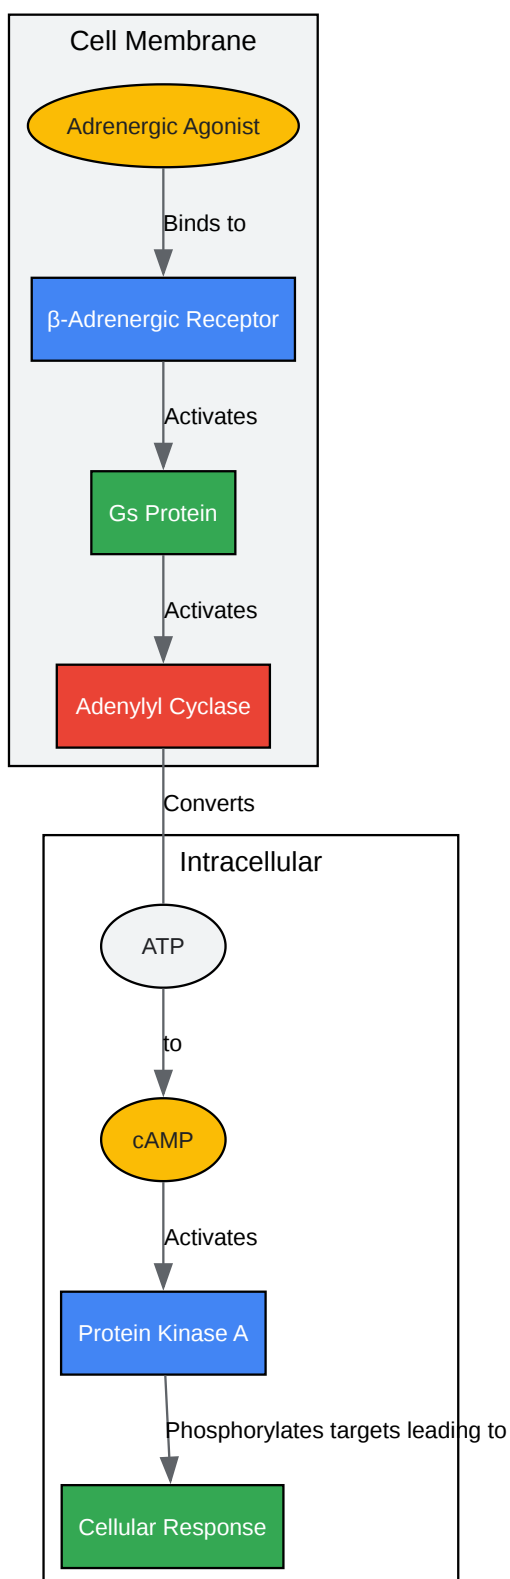 Cell Membrane
Adrenergic Agonist
Binds to
β-Adrenergic Receptor
Activates
Gs Protein
Activates
Adenylyl Cyclase
Converts
Intracellular
ATP
to
cAMP
Activates
Protein Kinase A
Phosphorylates targets leading to
Cellular Response